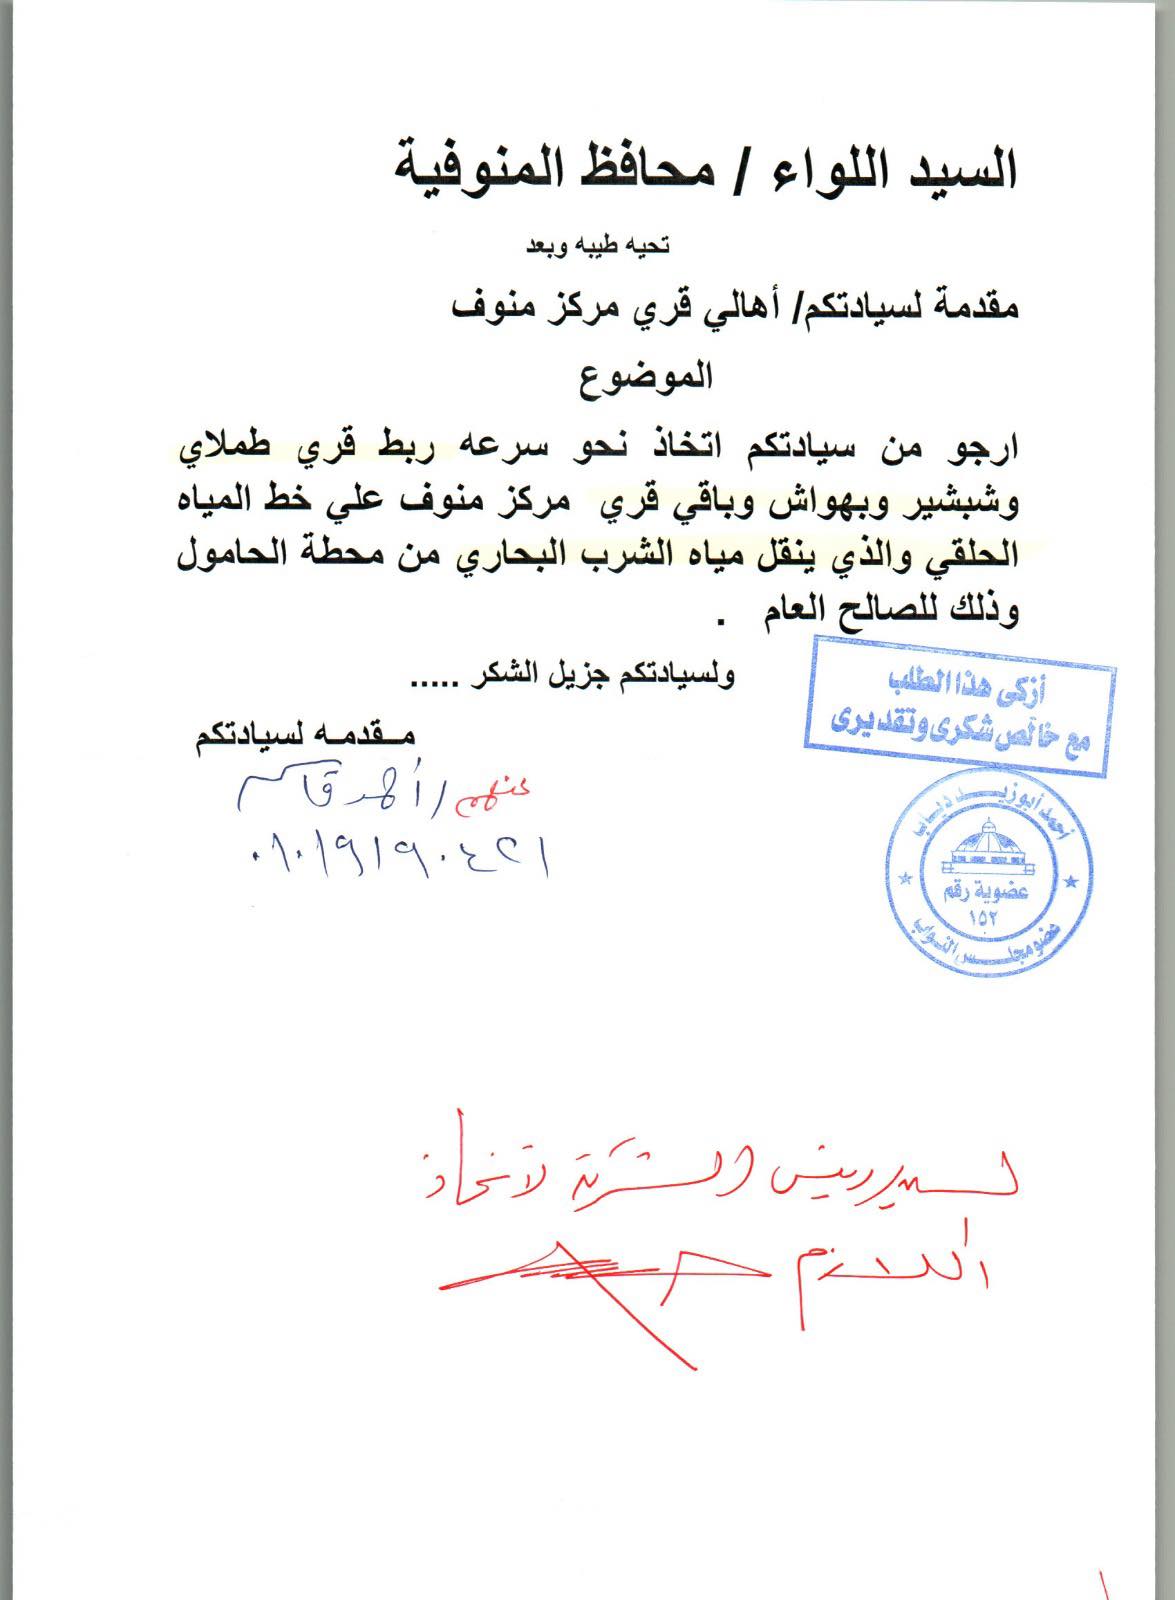 السيد اللواء / محافظ المنوفية
تحيه طيبه وبعد
مقدمة لسيادتكم/ أهالي قري مركز منوف
الموضوع
ارجو من سيادتكم اتخاذ نحو سرعه ربط قري طملاي
وشبشير وبهواش وباقي قري مركز منوف علي خط المياه
الحلقي والذي ينقل مياه الشرب البحاري من محطة الحامول
وذلك للصالح العام .
ولسيادتكم جزيل الشكر .....
أزكى هذا الطلب
مع خالص شكرى وتقديرى
مـقدمـه لسيادتكم
عنهم / أحمد قاسم
٠١٠١٩١٩٠٤٢١
أحمد أبوزيد دياب
عضوية رقم
١٥٢
عضو مجلس النواب
السيد رئيس الشركة لاتخاذ
اللازم